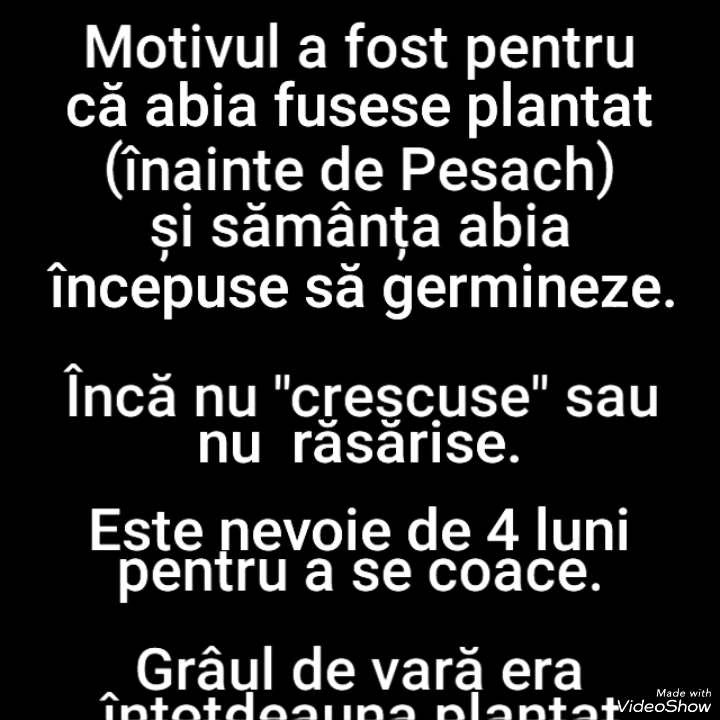 Motivul a fost pentru
că abia fusese plantat
(înainte de Pesach)
și sămânța abia
începuse să germineze.
Încă nu "crescuse" sau
nu răsărise.
Este nevoie de 4 luni
pentru a se coace.
Grâul de vară era
întotdeauna plantat
Made with
VideoShow